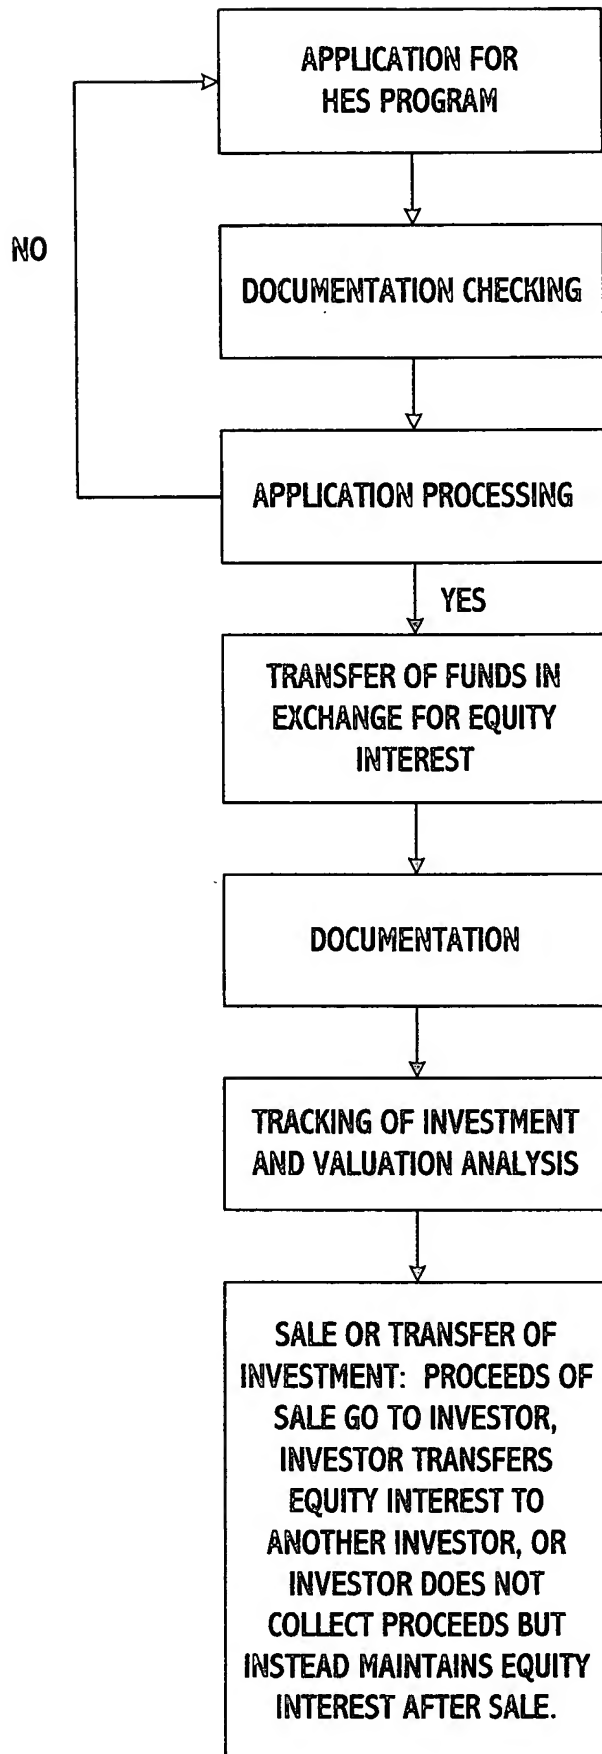 APPLICATION FOR
HES PROGRAM
NO
DOCUMENTATION CHECKING
APPLICATION PROCESSING
YES
TRANSFER OF FUNDS IN
EXCHANGE FOR EQUITY
INTEREST
DOCUMENTATION
TRACKING OF INVESTMENT
AND VALUATION ANALYSIS
SALE OR TRANSFER OF
INVESTMENT: PROCEEDS OF
SALE GO TO INVESTOR,
INVESTOR TRANSFERS
EQUITY INTEREST TO
ANOTHER INVESTOR, OR
INVESTOR DOES NOT
COLLECT PROCEEDS BUT
INSTEAD MAINTAINS EQUITY
INTEREST AFTER SALE.